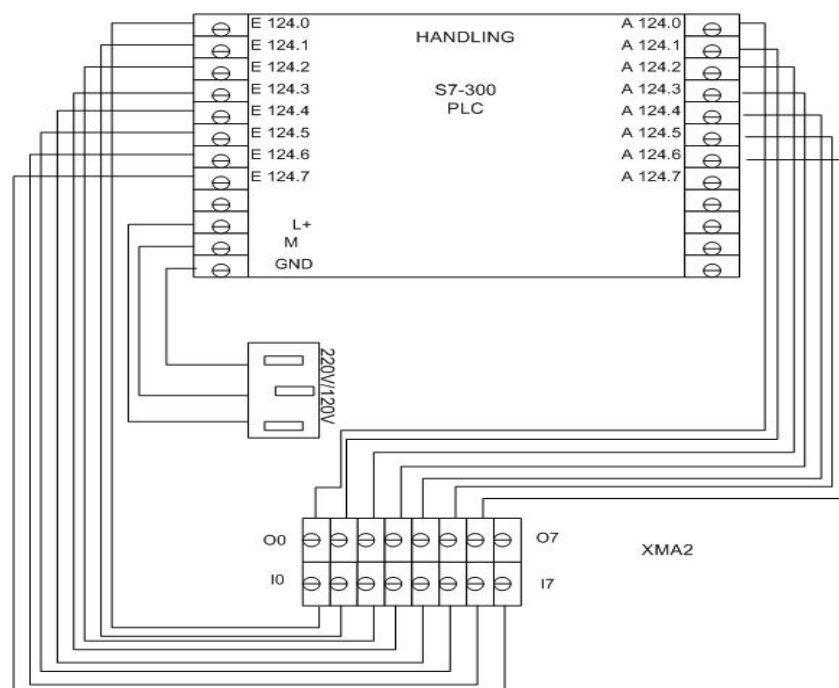 E 124.0
E 124.1
E 124.2
E 124.3
E 124.4
E 124.5
E 124.6
E 124.7
L+
M
GND
HANDLING
S7-300
PLC
A 124.0
A 124.1
A 124.2
A 124.3
A 124.4
A 124.5
A 124.6
A 124.7
220V/120V
O0
O7
XMA2
I0
I7